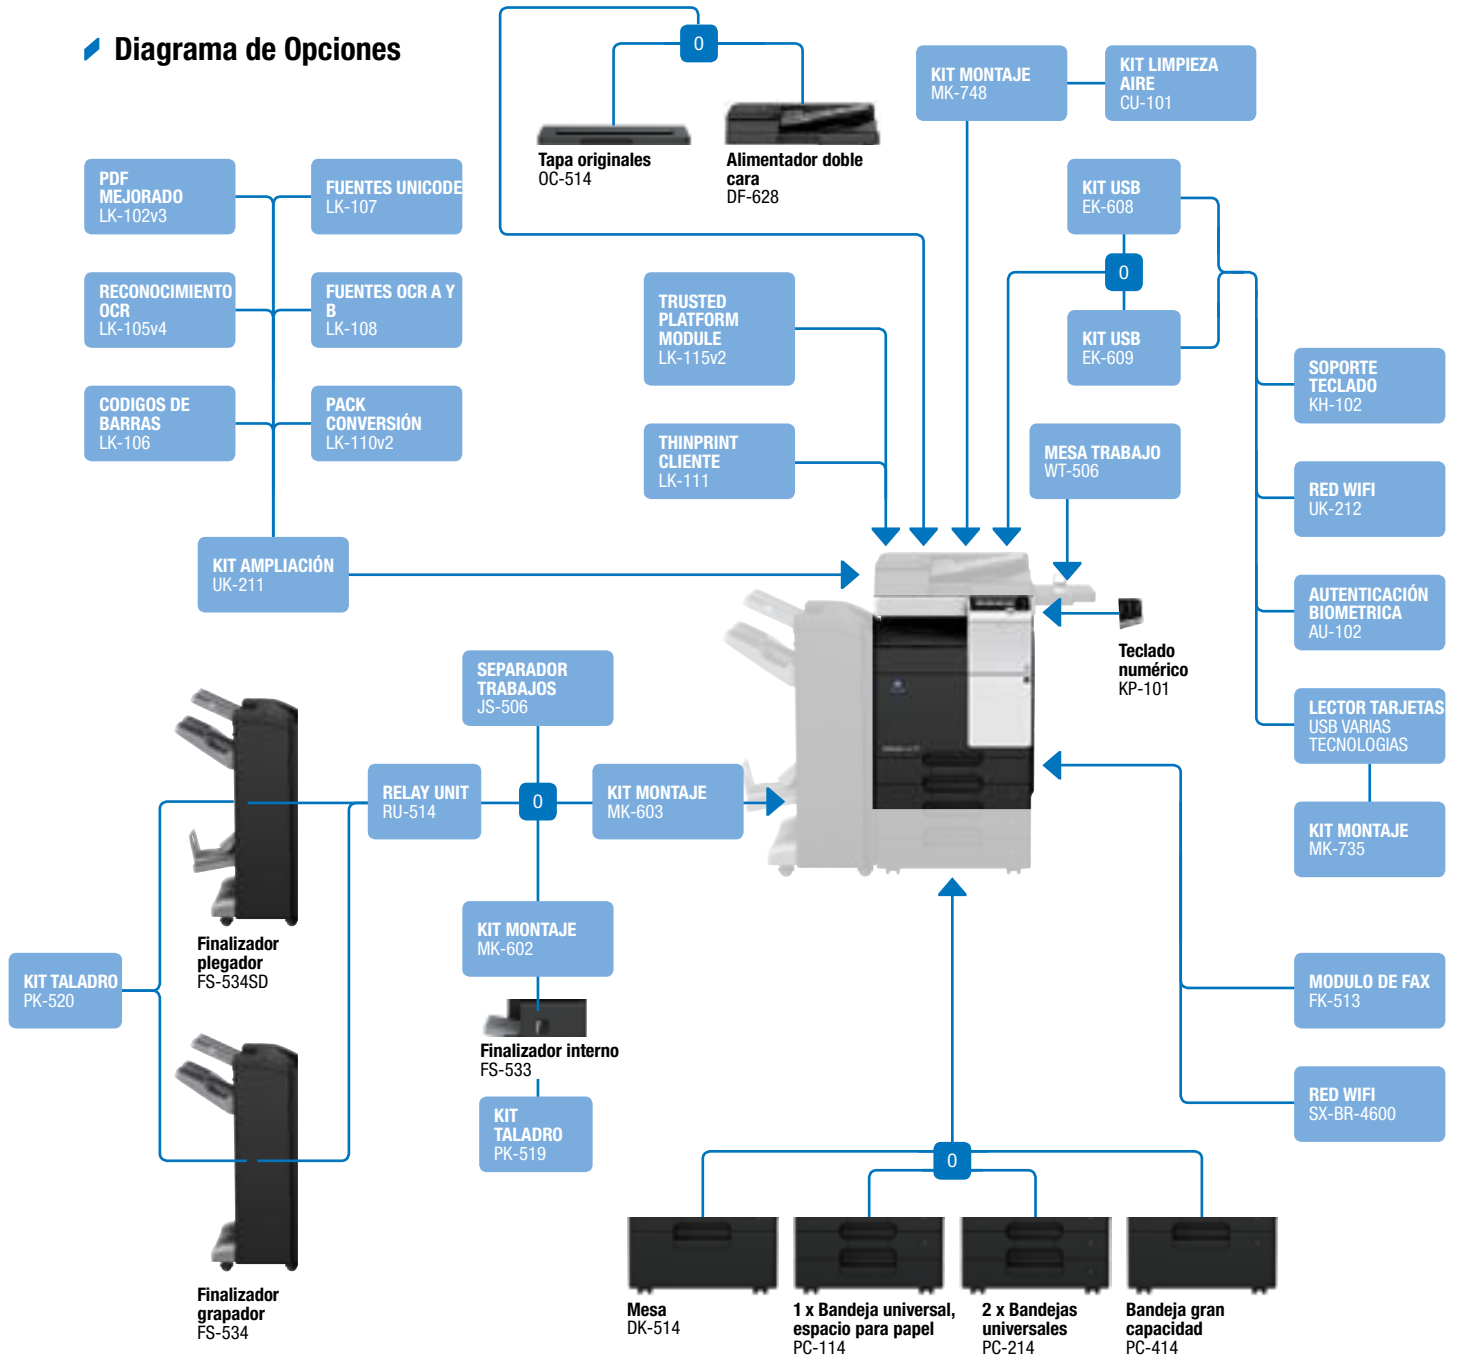 Diagrama de Opciones
0
KIT MONTAJE
MK-748
KIT LIMPIEZA
AIRE
CU-101
Tapa originales
OC-514
Alimentador doble
cara
DF-628
PDF
MEJORADO
LK-102v3
FUENTES UNICODE
LK-107
KIT USB
EK-608
RECONOCIMIENTO
OCR
LK-105v4
FUENTES OCR A Y
B
LK-108
TRUSTED
PLATFORM
MODULE
LK-115v2
0
KIT USB
EK-609
SOPORTE
TECLADO
KH-102
CODIGOS DE
BARRAS
LK-106
PACK
CONVERSIÓN
LK-110v2
THINPRINT
CLIENTE
LK-111
MESA TRABAJO
WT-506
RED WIFI
UK-212
KIT AMPLIACIÓN
UK-211
AUTENTICACIÓN
BIOMETRICA
AU-102
Teclado
numérico
KP-101
SEPARADOR
TRABAJOS
JS-506
LECTOR TARJETAS
USB VARIAS
TECNOLOGIAS
RELAY UNIT
RU-514
0
KIT MONTAJE
MK-603
KIT MONTAJE
MK-735
KIT MONTAJE
MK-602
Finalizador
plegador
FS-534SD
KIT TALADRO
PK-520
MODULO DE FAX
FK-513
Finalizador interno
FS-533
KIT
TALADRO
PK-519
RED WIFI
SX-BR-4600
0
Finalizador
grapador
FS-534
Mesa
DK-514
1 x Bandeja universal,
espacio para papel
PC-114
2 x Bandejas
universales
PC-214
Bandeja gran
capacidad
PC-414